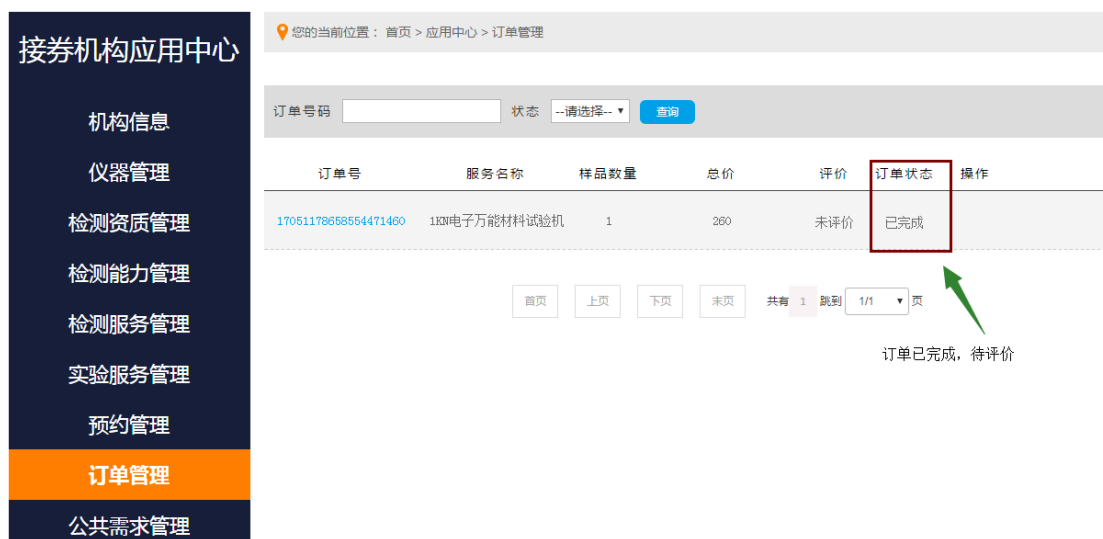 接券机构应用中心
机构信息
仪器管理
检测资质管理
检测能力管理
检测服务管理
实验服务管理
预约管理
订单管理
公共需求管理
您的当前位置： 首页 > 应用中心 > 订单管理
订单号码 状态 --请选择-- 查询
订单号 服务名称 样品数量 总价 评价 订单状态 操作
17051178658554471460 1KN电子万能材料试验机 1 260 未评价 已完成
首页 上页 下页 末页 共有 1 跳到 1/1 页
订单已完成，待评价